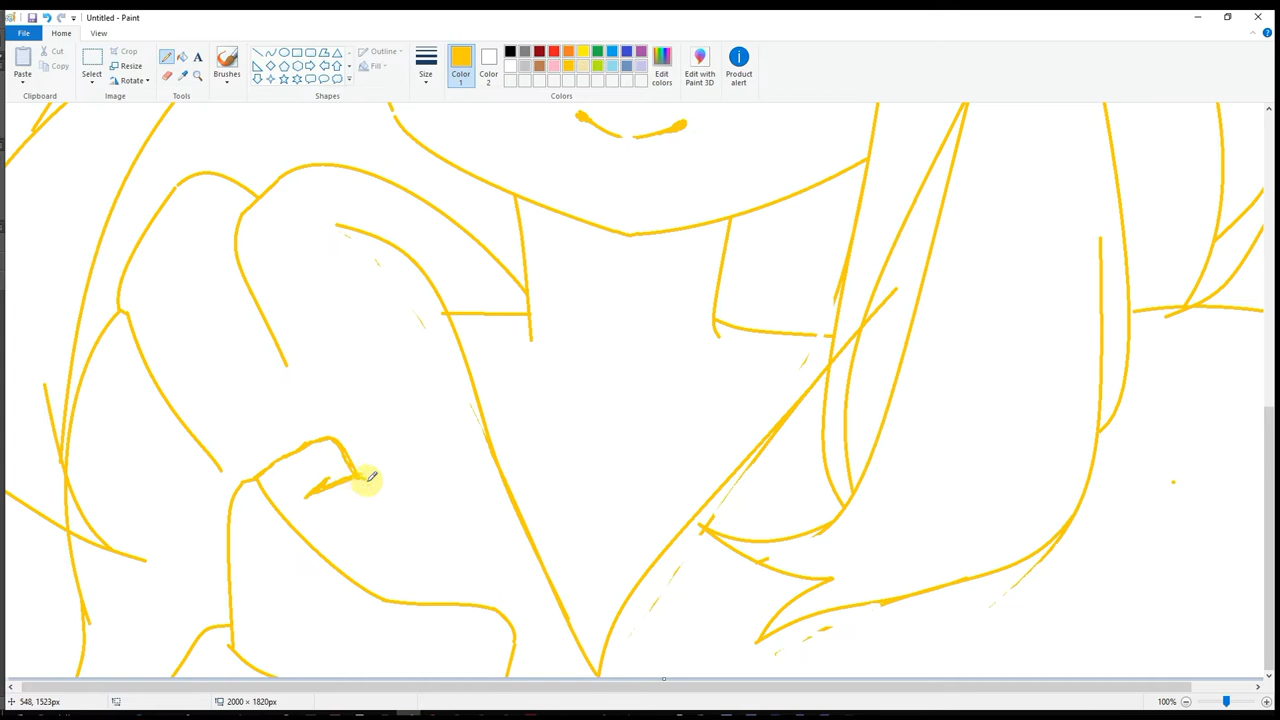 Untitled - Paint
File Home View
Paste
Cut
Copy
Clipboard
Select
Crop
Resize
Rotate
Image
A
Tools
Brushes
Outline
Fill
Shapes
Size
Color 1
Color 2
Edit colors
Colors
Edit with Paint 3D
Product alert
548, 1523px
2000 × 1820px
100%